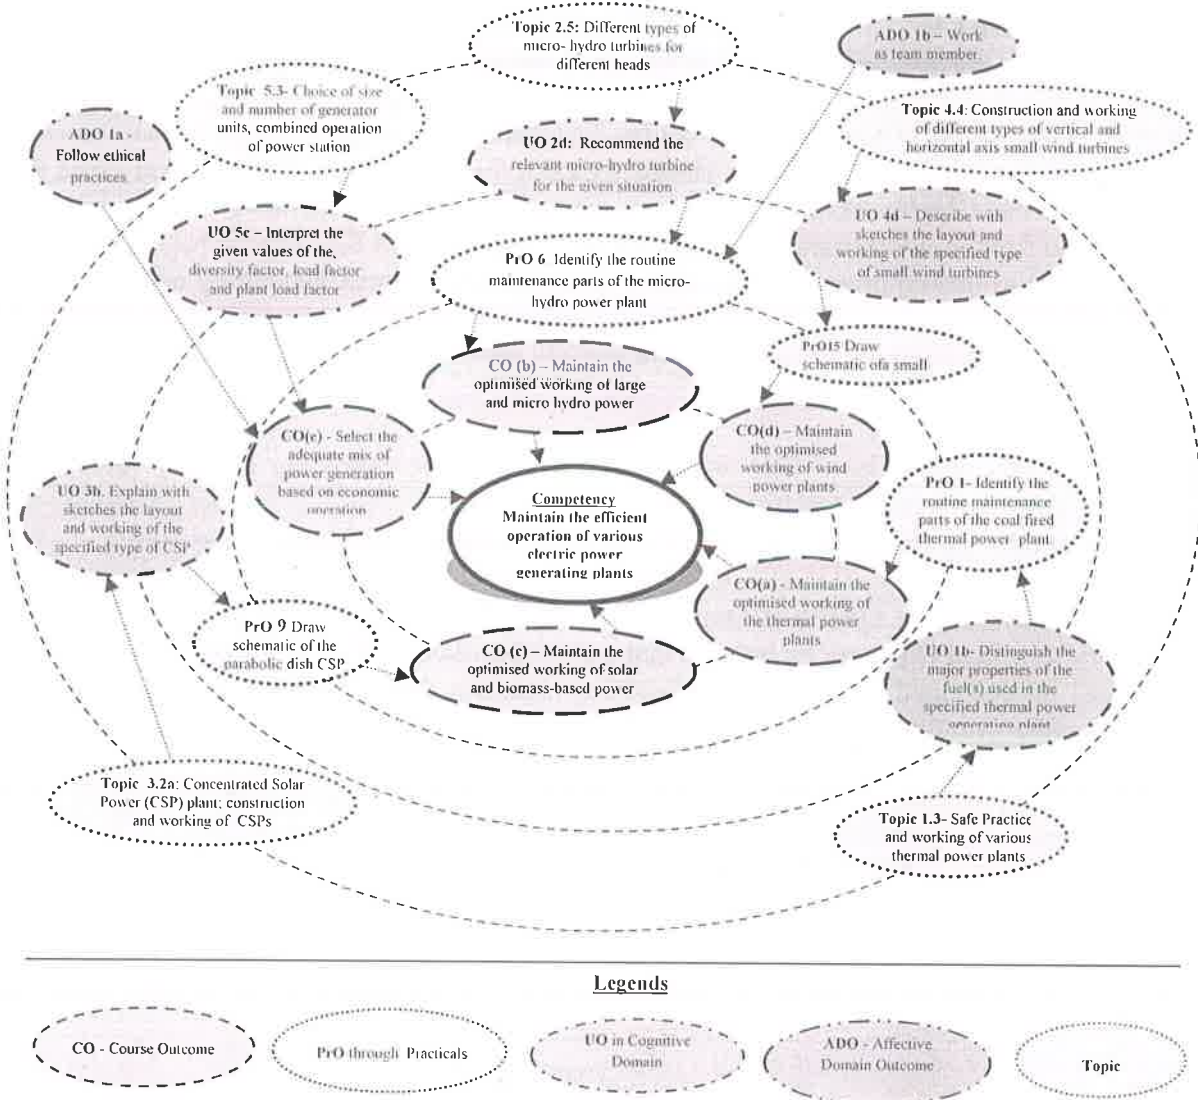 Topic 2.5: Different types of
micro- hydro turbines for
different heads
ADO 1b – Work
as team member.
Topic 5.3- Choice of size
and number of generator
units, combined operation
of power station
Topic 4.4: Construction and working
of different types of vertical and
horizontal axis small wind turbines
ADO 1a -
Follow ethical
practices.
UO 2d: Recommend the
relevant micro-hydro turbine
for the given situation
UO 5c – Interpret the
given values of the,
diversity factor, load factor
and plant load factor
UO 4d – Describe with
sketches the layout and
working of the specified type
of small wind turbines
PrO 6 Identify the routine
maintenance parts of the micro-
hydro power plant
PrO15 Draw
schematic ofa small
CO (b) – Maintain the
optimised working of large
and micro hydro power
CO(e) - Select the
adequate mix of
power generation
based on economic
operation
CO(d) – Maintain
the optimised
working of wind
power plants
UO 3b. Explain with
sketches the layout
and working of the
specified type of CSP
Competency
Maintain the efficient
operation of various
electric power
generating plants
PrO 1- Identify the
routine maintenance
parts of the coal fired
thermal power plant.
CO(a) - Maintain the
optimised working of
the thermal power
plants
PrO 9 Draw
schematic of the
parabolic dish CSP
CO (c) – Maintain the
optimised working of solar
and biomass-based power
UO 1b- Distinguish the
major properties of the
fuel(s) used in the
specified thermal power
generating plant
Topic 3.2a: Concentrated Solar
Power (CSP) plant; construction
and working of CSPs
Topic 1.3- Safe Practice
and working of various
thermal power plants
Legends
CO - Course Outcome
PrO through Practicals
UO in Cognitive
Domain
ADO - Affective
Domain Outcome
Topic